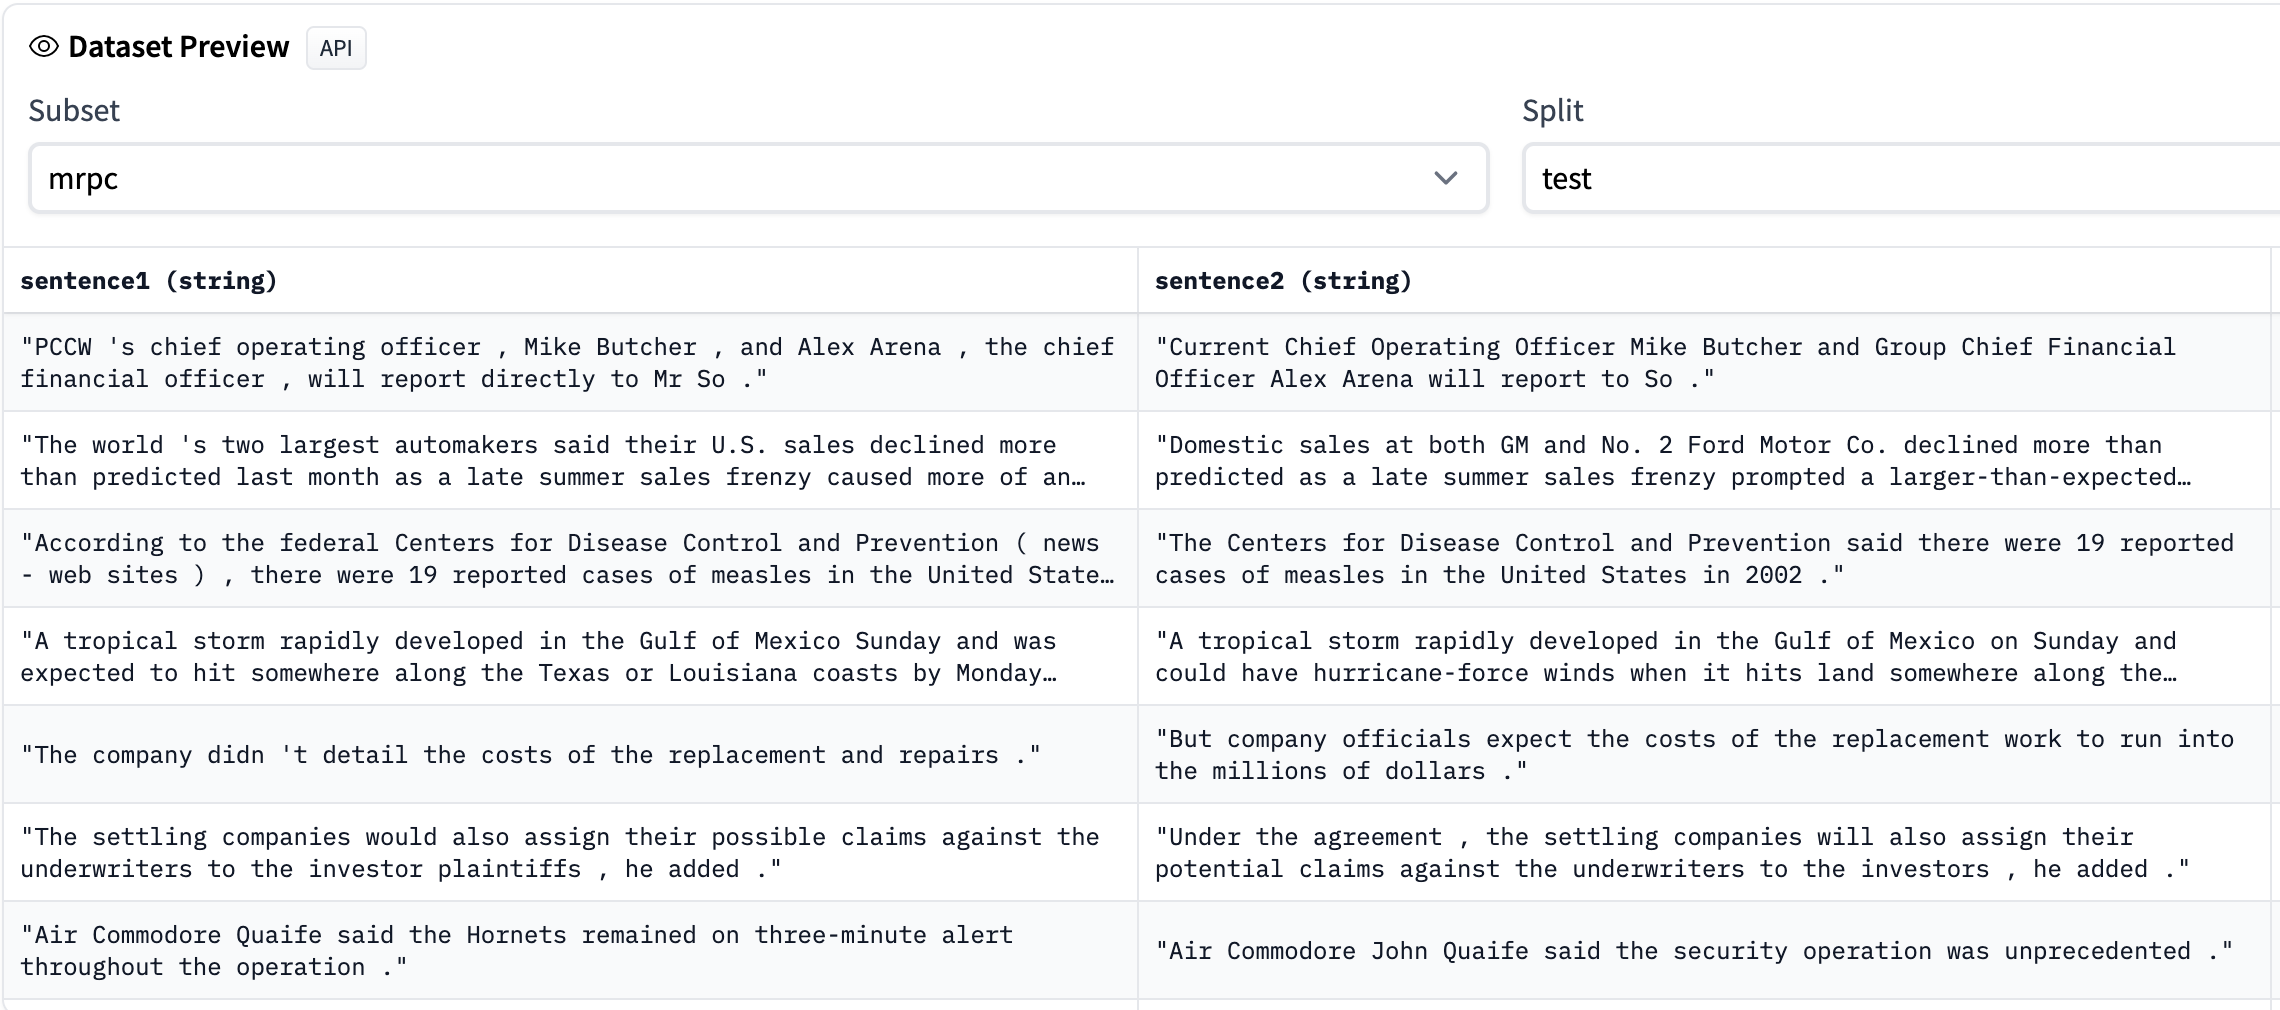 Dataset Preview API
Subset
Split
mrpc
test
sentence1 (string)
sentence2 (string)
"PCCW 's chief operating officer , Mike Butcher , and Alex Arena , the chief
financial officer , will report directly to Mr So ."
"Current Chief Operating Officer Mike Butcher and Group Chief Financial
Officer Alex Arena will report to So ."
"The world 's two largest automakers said their U.S. sales declined more
than predicted last month as a late summer sales frenzy caused more of an…
"Domestic sales at both GM and No. 2 Ford Motor Co. declined more than
predicted as a late summer sales frenzy prompted a larger-than-expected…
"According to the federal Centers for Disease Control and Prevention ( news
- web sites ) , there were 19 reported cases of measles in the United State…
"The Centers for Disease Control and Prevention said there were 19 reported
cases of measles in the United States in 2002 ."
"A tropical storm rapidly developed in the Gulf of Mexico Sunday and was
expected to hit somewhere along the Texas or Louisiana coasts by Monday…
"A tropical storm rapidly developed in the Gulf of Mexico on Sunday and
could have hurricane-force winds when it hits land somewhere along the…
"The company didn 't detail the costs of the replacement and repairs ."
"But company officials expect the costs of the replacement work to run into
the millions of dollars ."
"The settling companies would also assign their possible claims against the
underwriters to the investor plaintiffs , he added ."
"Under the agreement , the settling companies will also assign their
potential claims against the underwriters to the investors , he added ."
"Air Commodore Quaife said the Hornets remained on three-minute alert
throughout the operation ."
"Air Commodore John Quaife said the security operation was unprecedented ."